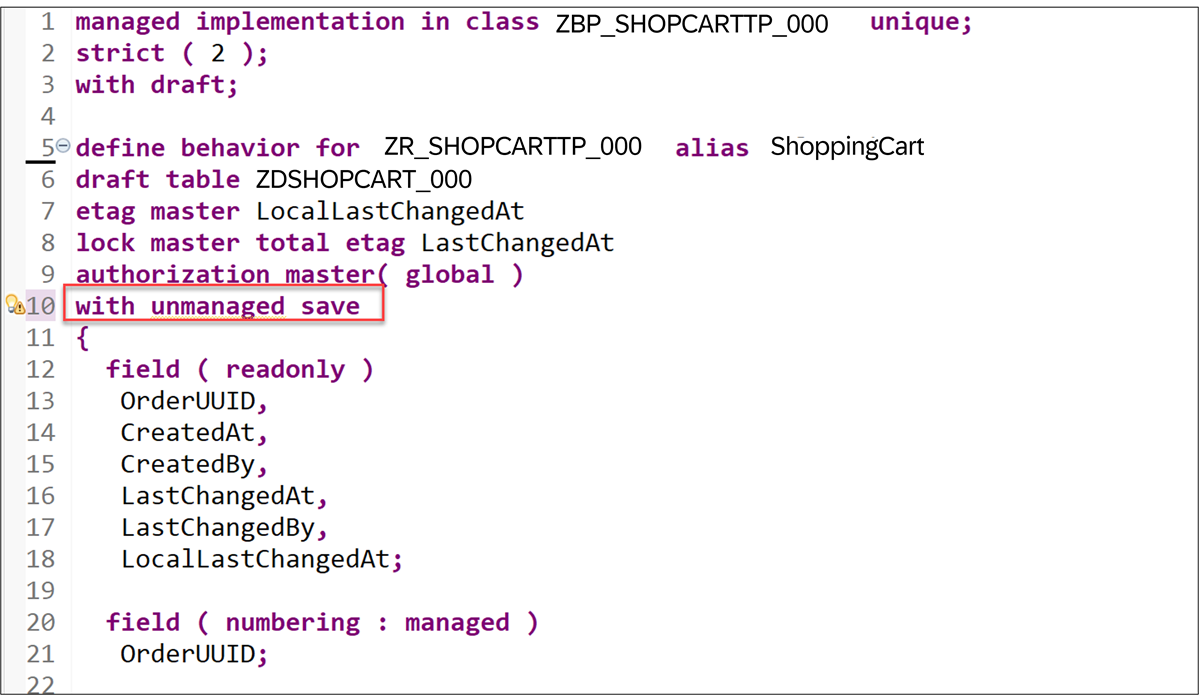 1 managed implementation in class ZBP_SHOPCARTTP_000 unique;
2 strict ( 2 );
3 with draft;
4
5 define behavior for ZR_SHOPCARTTP_000 alias ShoppingCart
6 draft table ZDSHOPCART_000
7 etag master LocalLastChangedAt
8 lock master total etag LastChangedAt
9 authorization master( global )
10 with unmanaged save
11 {
12 field ( readonly )
13 OrderUUID,
14 CreatedAt,
15 CreatedBy,
16 LastChangedAt,
17 LastChangedBy,
18 LocalLastChangedAt;
19
20 field ( numbering : managed )
21 OrderUUID;
22